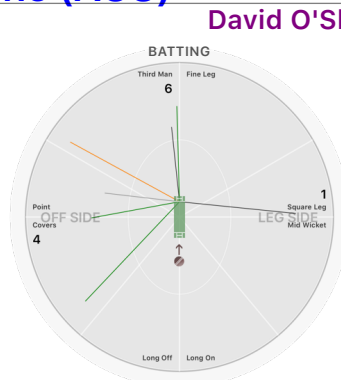 David O'S
BATTING
Third Man Fine Leg
6
1
Point Square Leg
OFF SIDE LEG SIDE
Covers Mid Wicket
4
Long Off Long On